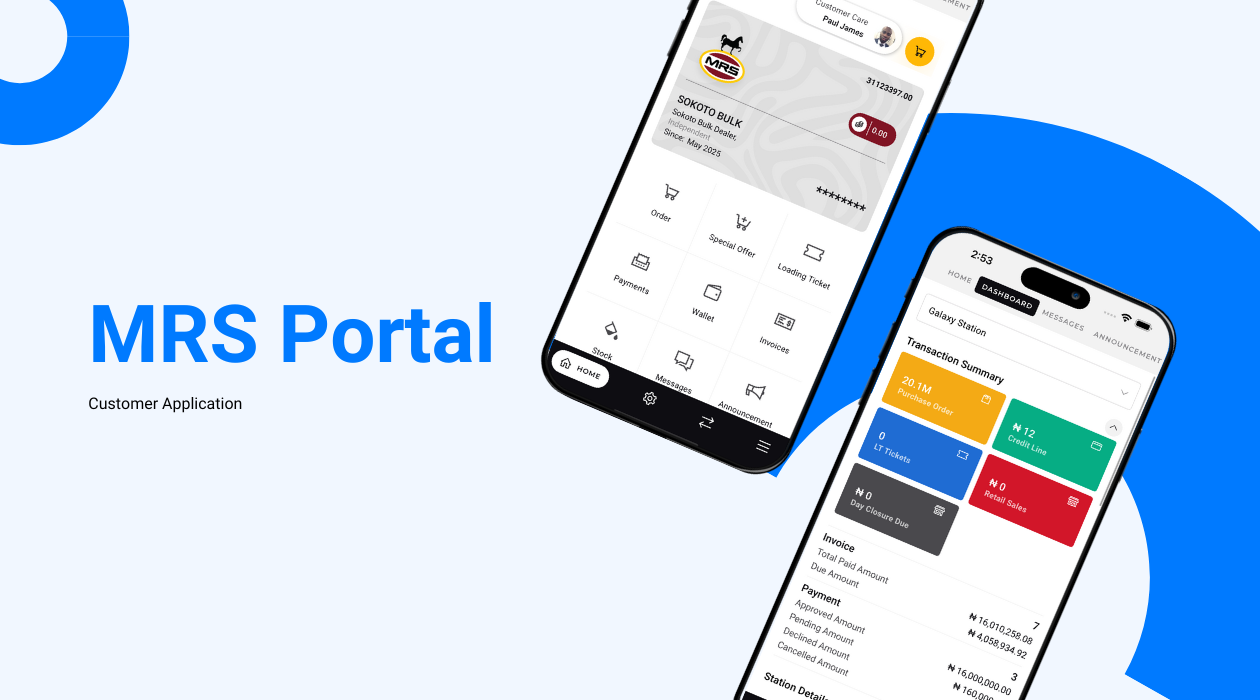 MRS Portal
Customer Application
Customer Care
Paul James
MRS
31123397.00
SOKOTO BULK
Sokoto Bulk Dealer,
Independent
Since: May 2025
0.00
********
Order
Special Offer
Loading Ticket
Payments
Wallet
Invoices
Stock
Messages
Announcement
HOME
2:53
HOME
DASHBOARD
MESSAGES
ANNOUNCEMENT
Galaxy Station
Transaction Summary
20.1M
Purchase Order
₦ 12
Credit Line
0
LT Tickets
₦ 0
Retail Sales
₦ 0
Day Closure Due
Invoice
7
Total Paid Amount
₦ 16,010,258.08
Due Amount
₦ 4,058,934.92
Payment
3
Approved Amount
₦ 16,000,000.00
Pending Amount
Declined Amount
Cancelled Amount